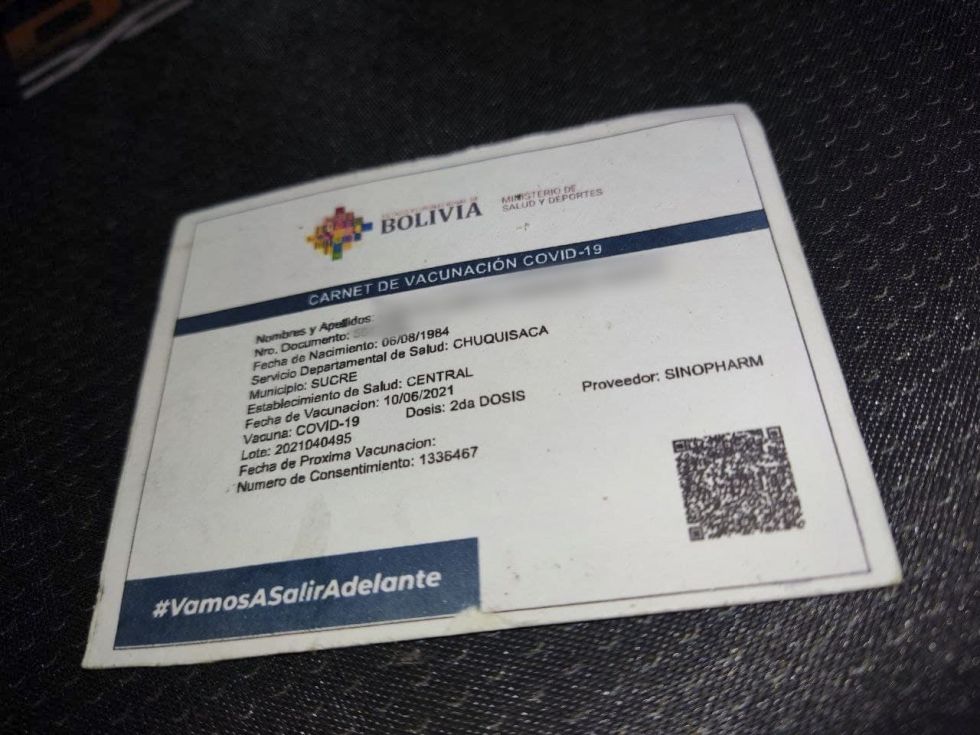 BOLIVIA
MINISTERIO DE
SALUD Y DEPORTES
CARNET DE VACUNACIÓN COVID-19
Nombres y Apellidos:
Nro. Documento:
Fecha de Nacimiento: 06/08/1984
Servicio Departamental de Salud: CHUQUISACA
Municipio: SUCRE
Establecimiento de Salud: CENTRAL
Fecha de Vacunacion: 10/06/2021
Vacuna: COVID-19 Dosis: 2da DOSIS Proveedor: SINOPHARM
Lote: 2021040495
Fecha de Proxima Vacunacion:
Numero de Consentimiento: 1336467
#VamosASalirAdelante